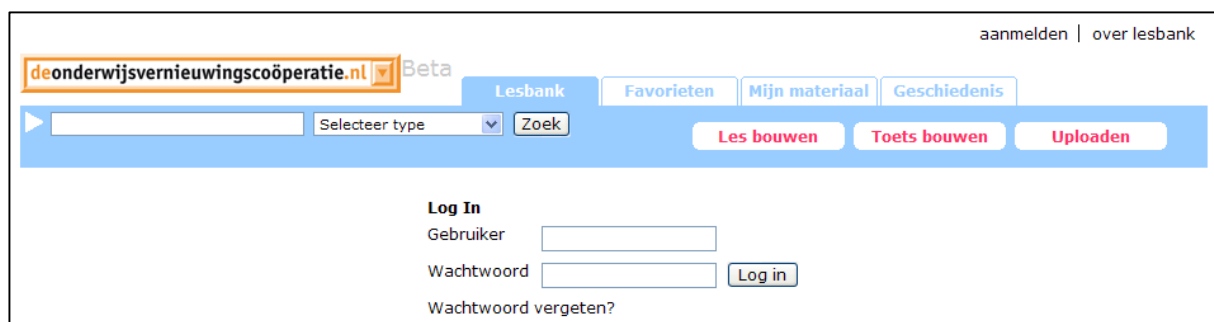 aanmelden | over lesbank
deonderwijsvernieuwingscoöperatie.nl Beta
Lesbank Favorieten Mijn materiaal Geschiedenis
Selecteer type Zoek
Les bouwen Toets bouwen Uploaden
Log In
Gebruiker
Wachtwoord Log in
Wachtwoord vergeten?